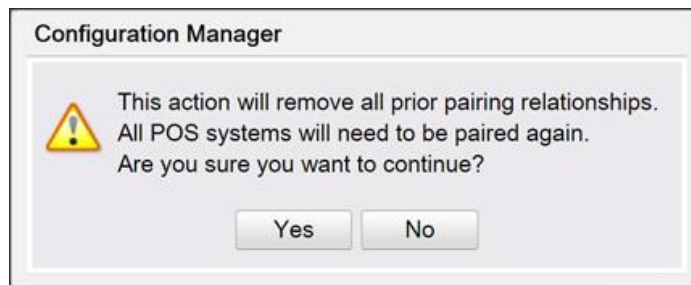 Configuration Manager
This action will remove all prior pairing relationships.
All POS systems will need to be paired again.
Are you sure you want to continue?
Yes No